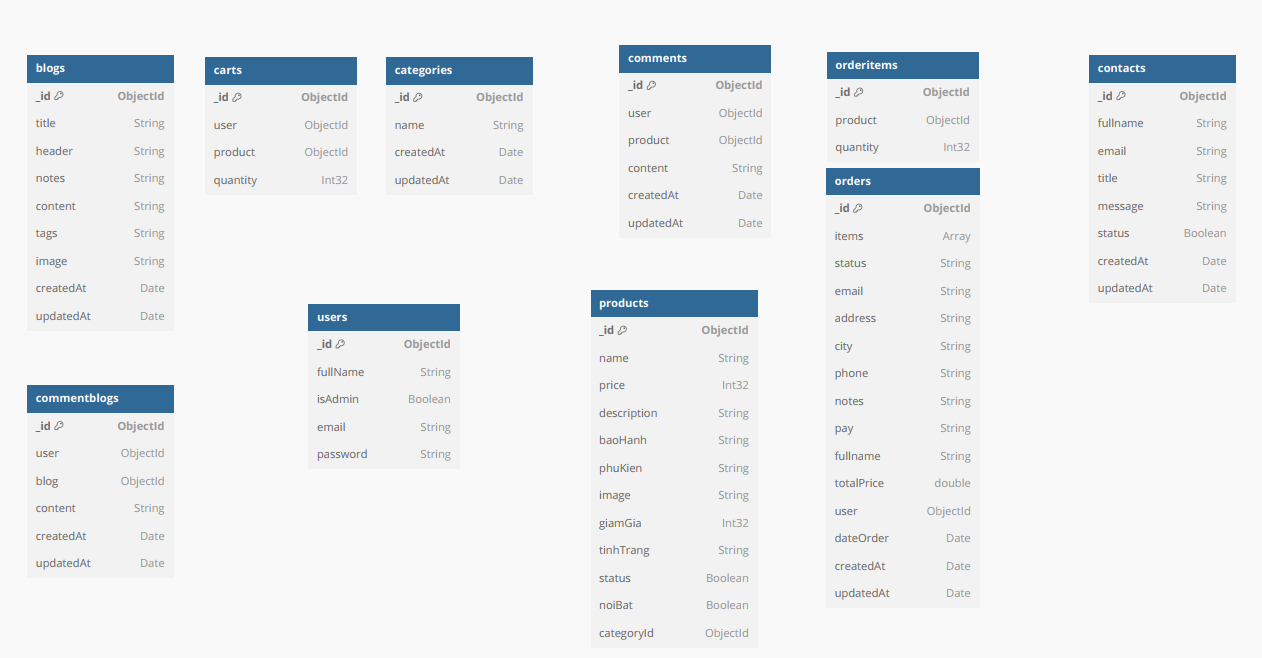 blogs
_id ObjectId
title String
header String
notes String
content String
tags String
image String
createdAt Date
updatedAt Date
carts
_id ObjectId
user ObjectId
product ObjectId
quantity Int32
categories
_id ObjectId
name String
createdAt Date
updatedAt Date
comments
_id ObjectId
user ObjectId
product ObjectId
content String
createdAt Date
updatedAt Date
orderitems
_id ObjectId
product ObjectId
quantity Int32
contacts
_id ObjectId
fullname String
email String
title String
message String
status Boolean
createdAt Date
updatedAt Date
orders
_id ObjectId
items Array
status String
email String
address String
city String
phone String
notes String
pay String
fullname String
totalPrice double
user ObjectId
dateOrder Date
createdAt Date
updatedAt Date
users
_id ObjectId
fullName String
isAdmin Boolean
email String
password String
products
_id ObjectId
name String
price Int32
description String
baoHanh String
phuKien String
image String
giamGia Int32
tinhTrang String
status Boolean
noiBat Boolean
categoryId ObjectId
commentblogs
_id ObjectId
user ObjectId
blog ObjectId
content String
createdAt Date
updatedAt Date